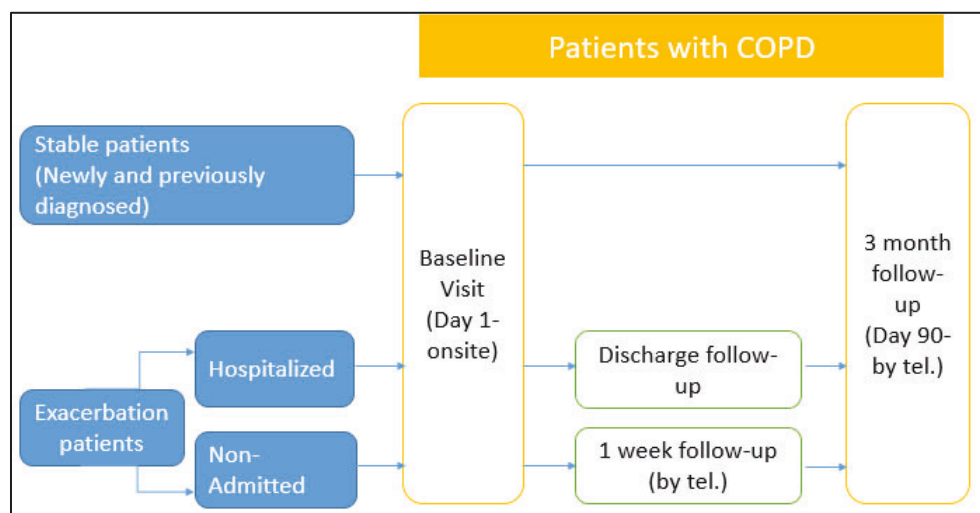 Patients with COPD
Stable patients
(Newly and previously
diagnosed)
Baseline
Visit
(Day 1-
onsite)
3 month
follow-
up
(Day 90-
by tel.)
Exacerbation
patients
Hospitalized
Discharge follow-
up
Non-
Admitted
1 week follow-up
(by tel.)